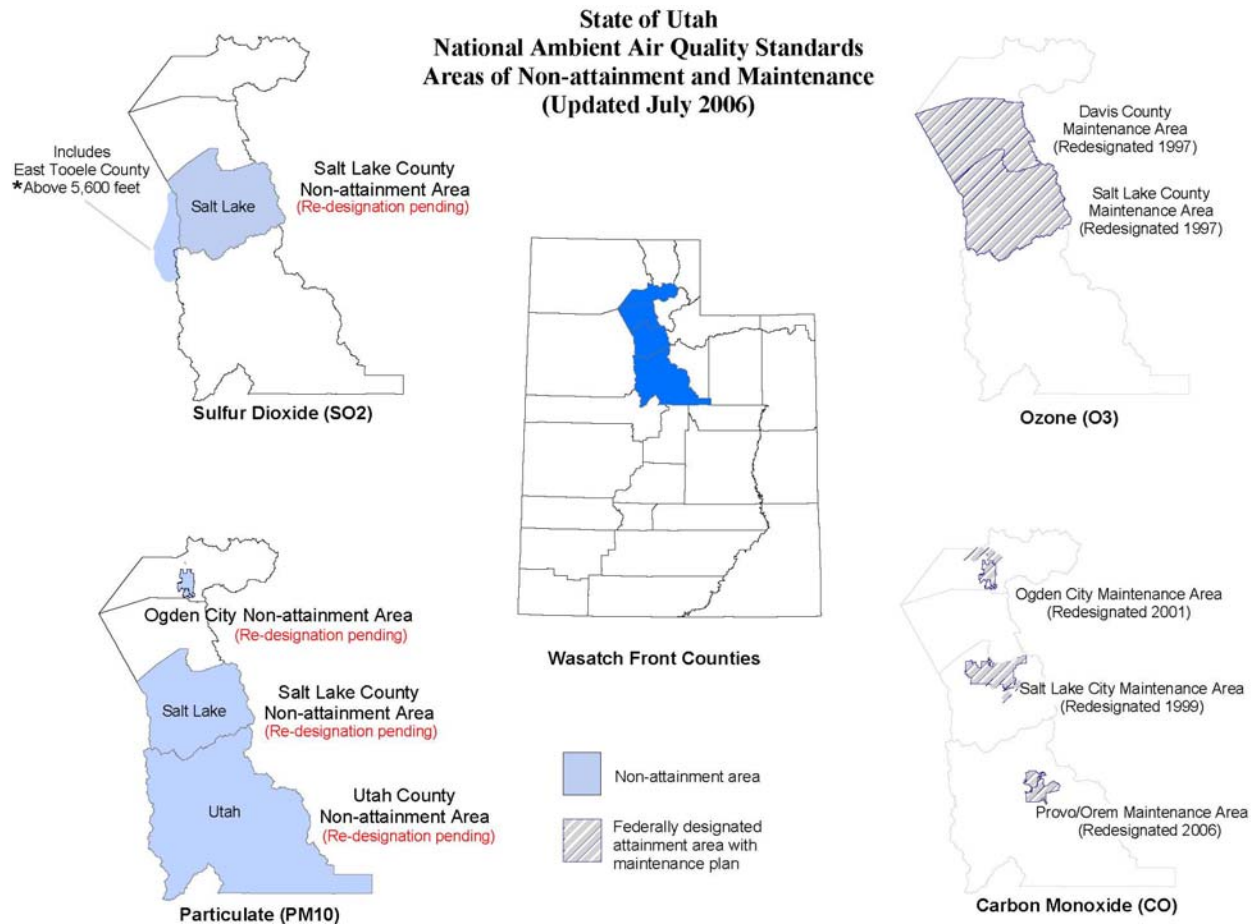 State of Utah
National Ambient Air Quality Standards
Areas of Non-attainment and Maintenance
(Updated July 2006)
Includes
East Tooele County
*Above 5,600 feet
Salt Lake
Salt Lake County
Non-attainment Area
(Re-designation pending)
Sulfur Dioxide (SO2)
Davis County
Maintenance Area
(Redesignated 1997)
Salt Lake County
Maintenance Area
(Redesignated 1997)
Ozone (O3)
Wasatch Front Counties
Ogden City Non-attainment Area
(Re-designation pending)
Salt Lake
Salt Lake County
Non-attainment Area
(Re-designation pending)
Utah
Utah County
Non-attainment Area
(Re-designation pending)
Particulate (PM10)
Non-attainment area
Federally designated
attainment area with
maintenance plan
Ogden City Maintenance Area
(Redesignated 2001)
Salt Lake City Maintenance Area
(Redesignated 1999)
Provo/Orem Maintenance Area
(Redesignated 2006)
Carbon Monoxide (CO)